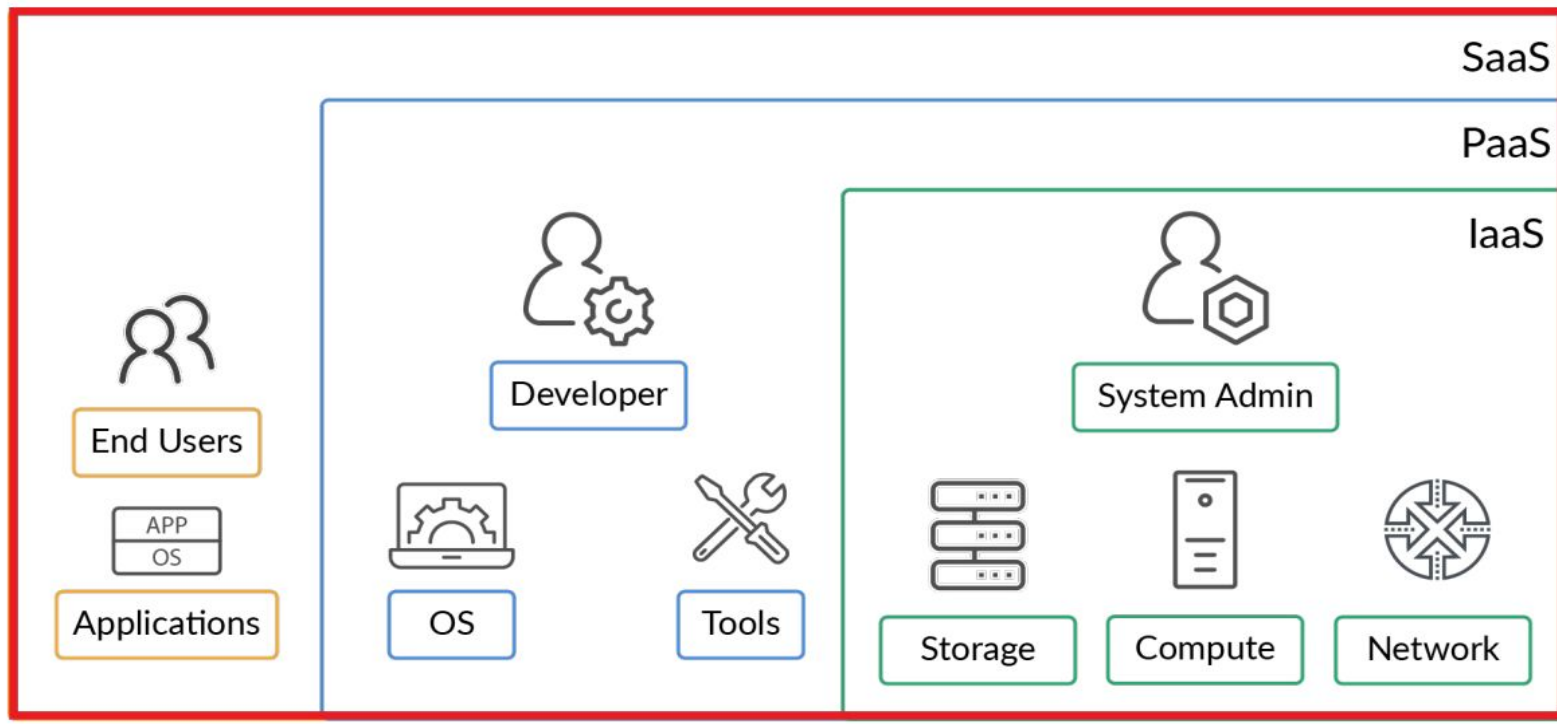 SaaS
PaaS
IaaS
Developer
System Admin
End Users
APP
OS
Applications
OS
Tools
Storage
Compute
Network